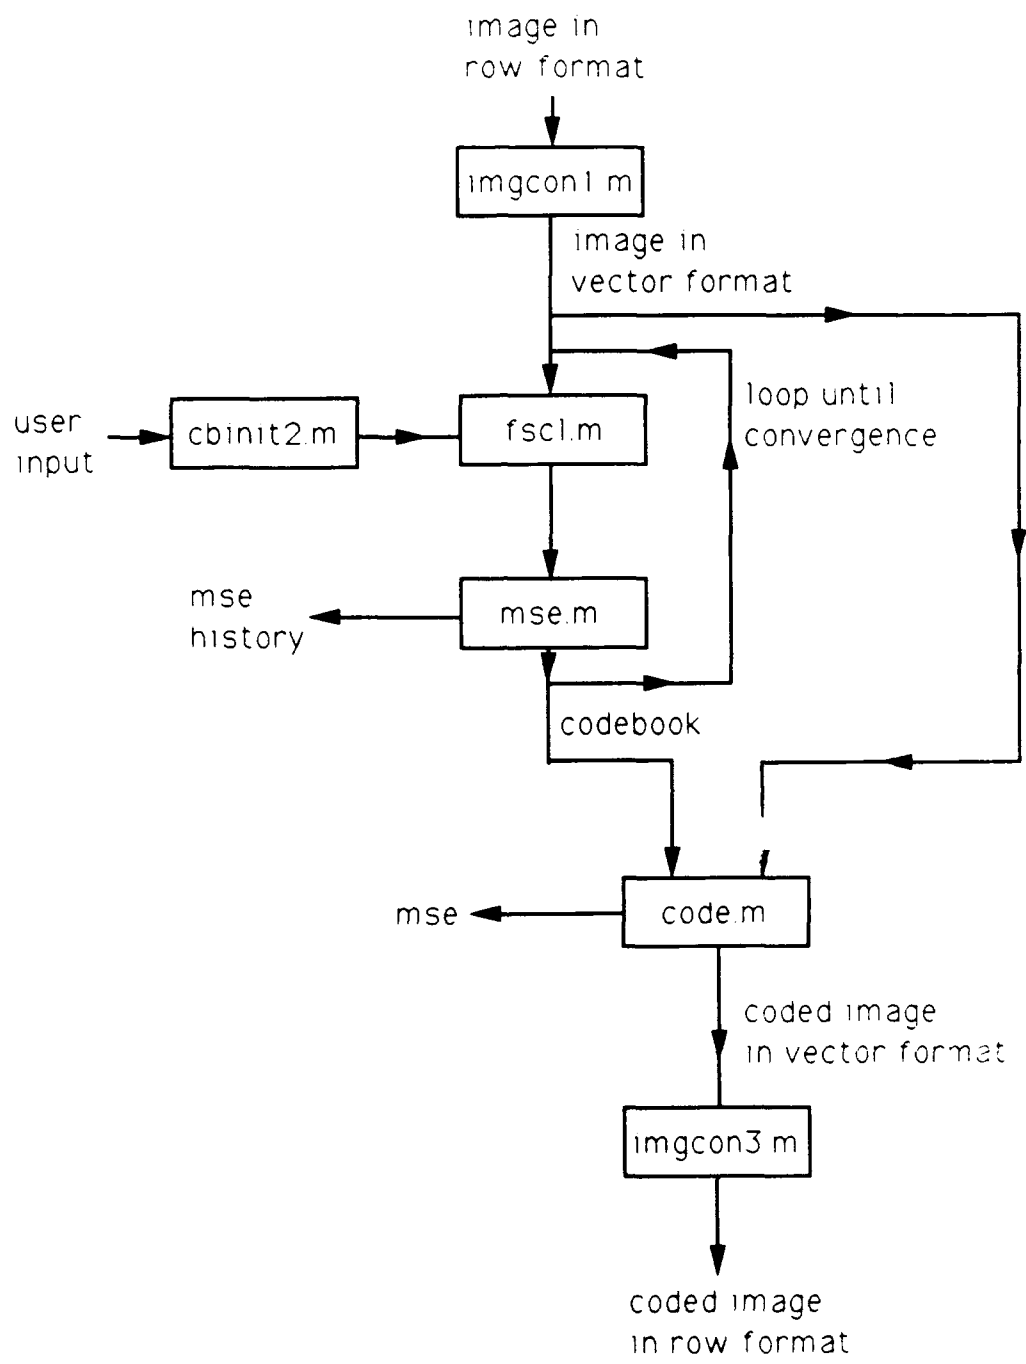 image in
row format
imgcon1 m
image in
vector format
loop until
convergence
user
input
cbinit2.m
fscl.m
mse
history
mse.m
codebook
mse
code.m
coded image
in vector format
imgcon3 m
coded image
in row format